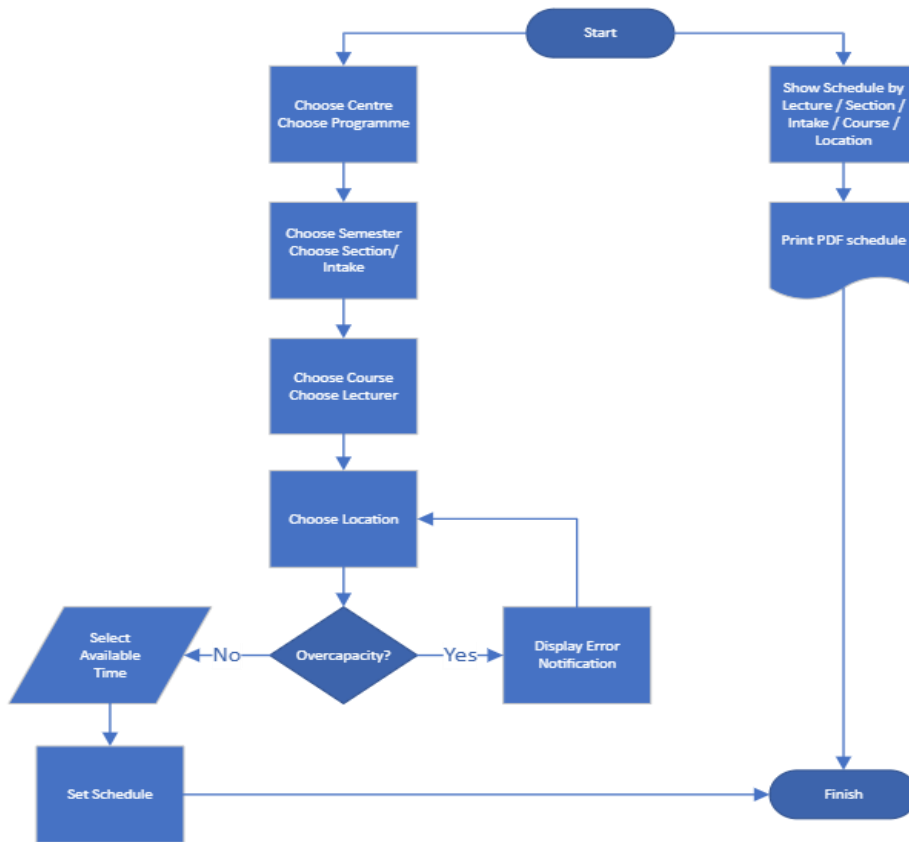 Start
Choose Centre
Choose Programme
Show Schedule by
Lecture / Section /
Intake / Course /
Location
Choose Semester
Choose Section/
Intake
Print PDF schedule
Choose Course
Choose Lecturer
Choose Location
Select
Available
Time
No
Overcapacity?
Yes
Display Error
Notification
Set Schedule
Finish